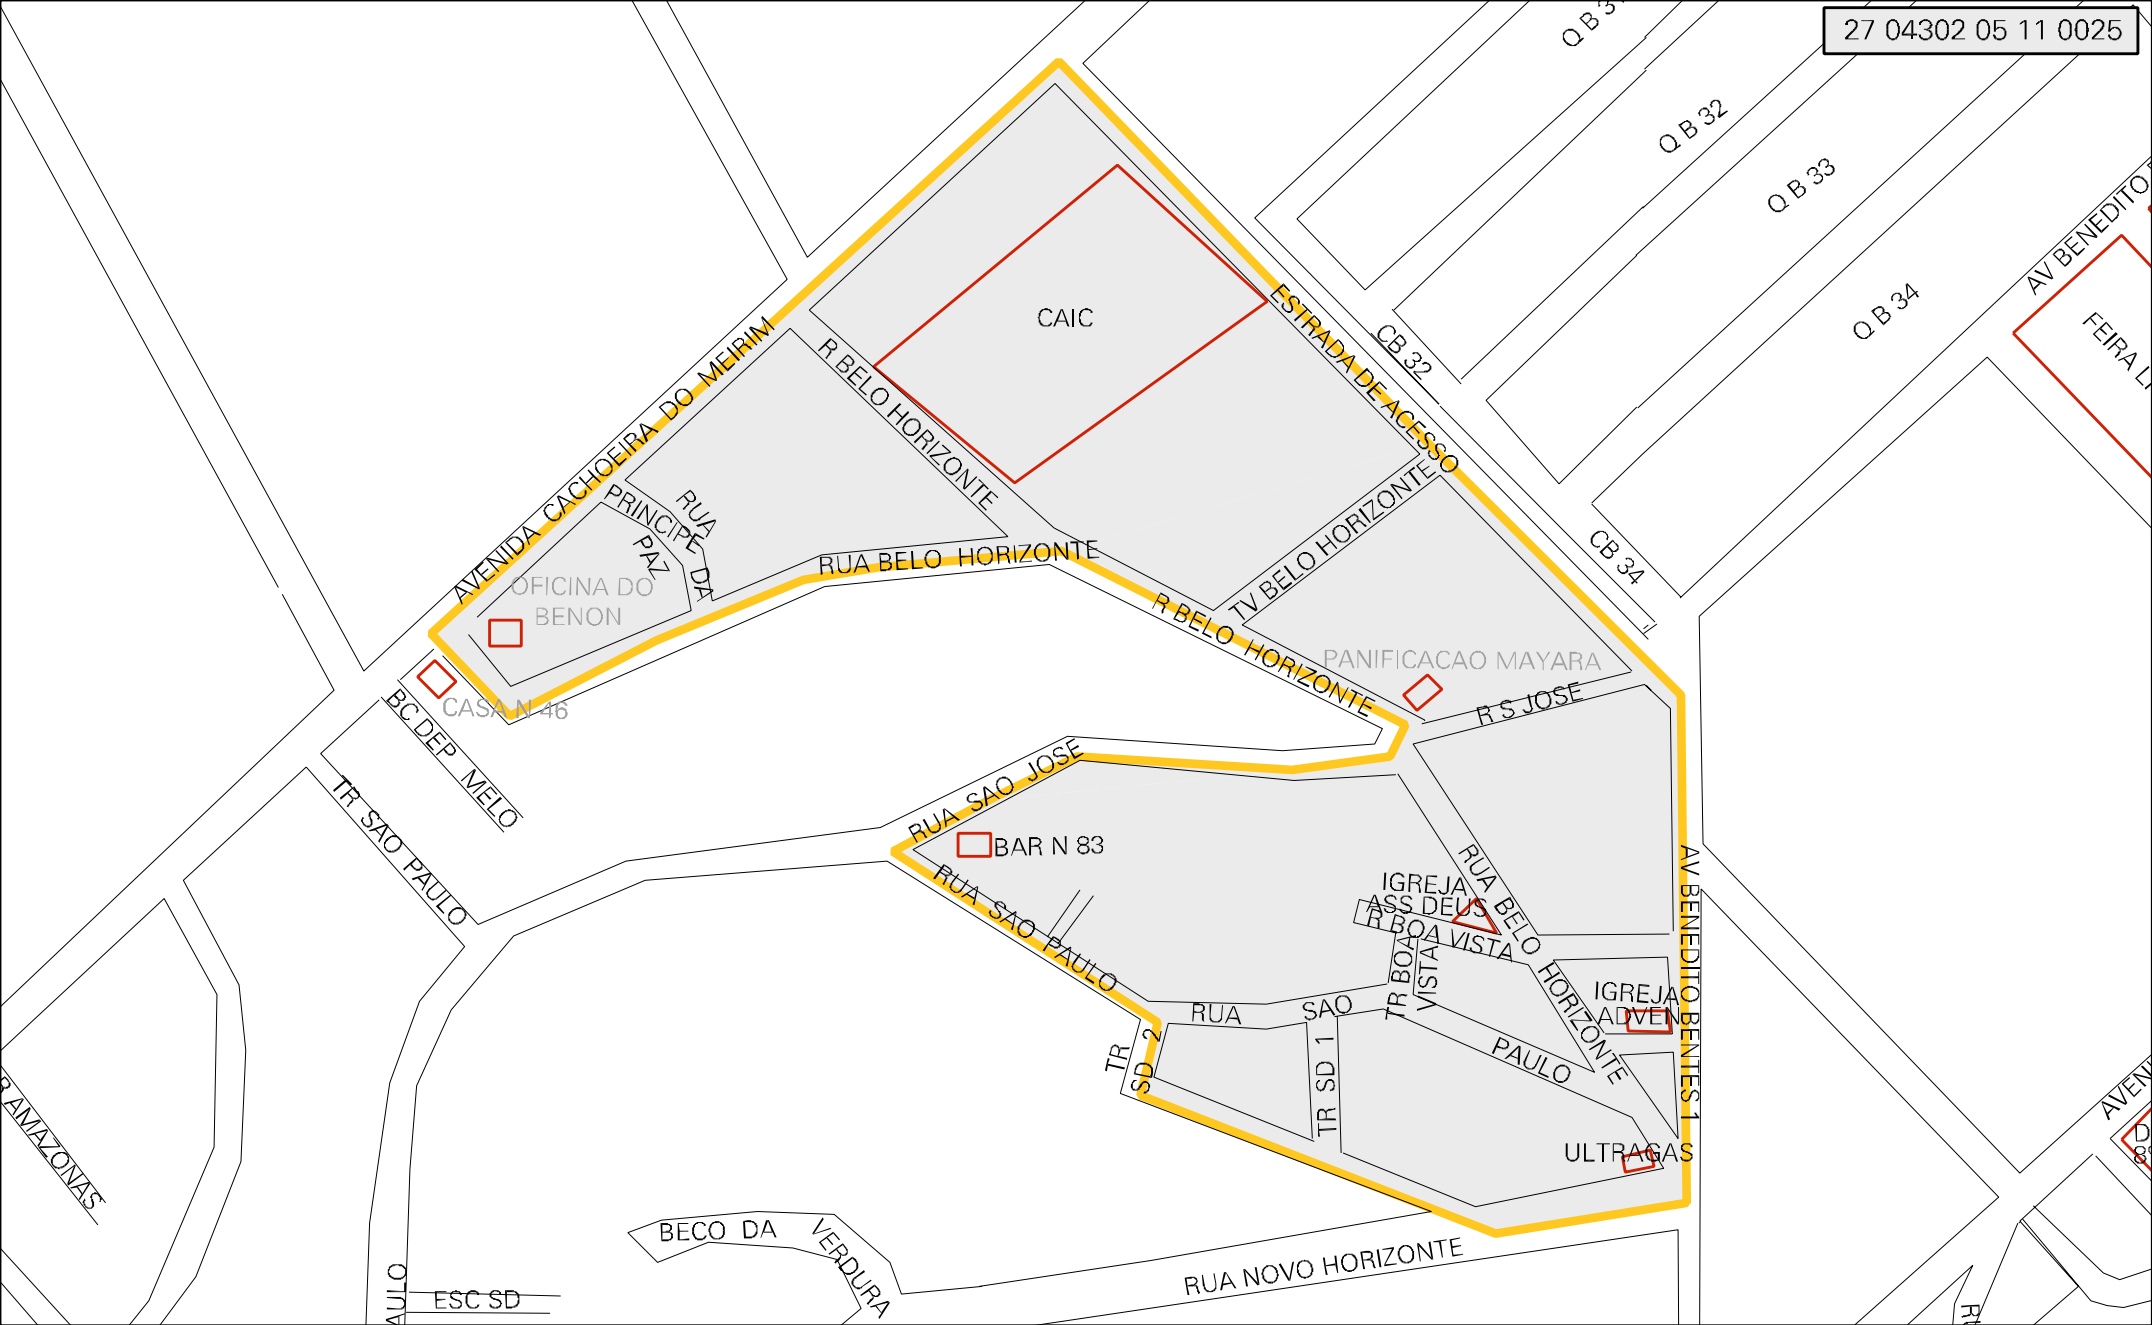 27 04302 05 11 0025
Q B 32
Q B 33
Q B 34
AV BENEDITO
FEIRA
CAIC
ESTRADA DE ACESSO
CB 32
CB 34
AVENIDA CACHOEIRA DO MEIRIM
R BELO HORIZONTE
RUA
PRINCIPE
DA
PAZ
OFICINA DO
BENON
CASA N 46
RUA BELO HORIZONTE
TV BELO HORIZONTE
R BELO HORIZONTE
PANIFICACAO MAYARA
R S JOSE
BC DEP MELO
TR SAO PAULO
RUA SAO JOSE
BAR N 83
RUA SAO PAULO
IGREJA
ASS DEUS
R BOA VISTA
RUA BELO HORIZONTE
AV BENEDITO BENTES 1
TR BOA
VISTA
IGREJA
ADVEN
RUA SAO PAULO
TR
SD 2
TR SD 1
ULTRAGAS
R AMAZONAS
BECO DA VERDURA
RUA NOVO HORIZONTE
ESC SD
AULO
AVEN